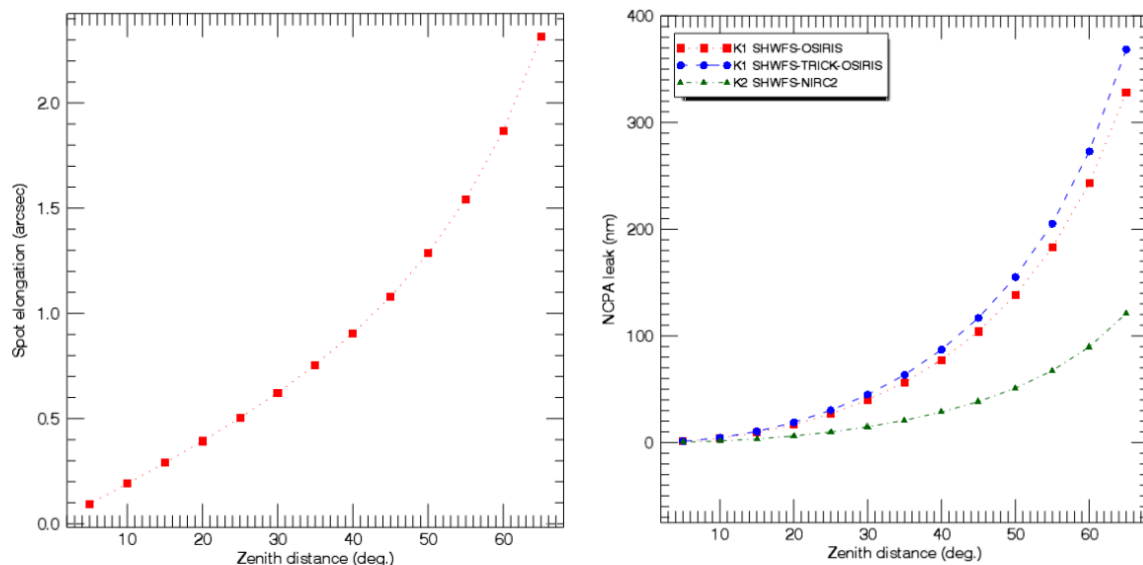 2.0
1.5
1.0
0.5
0.0
Spot elongation (arcsec)
10 20 30 40 50 60
Zenith distance (deg.)
400
300
200
100
0
NCPA leak (nm)
K1 SHWFS-OSIRIS
K1 SHWFS-TRICK-OSIRIS
K2 SHWFS-NIRC2
10 20 30 40 50 60
Zenith distance (deg.)